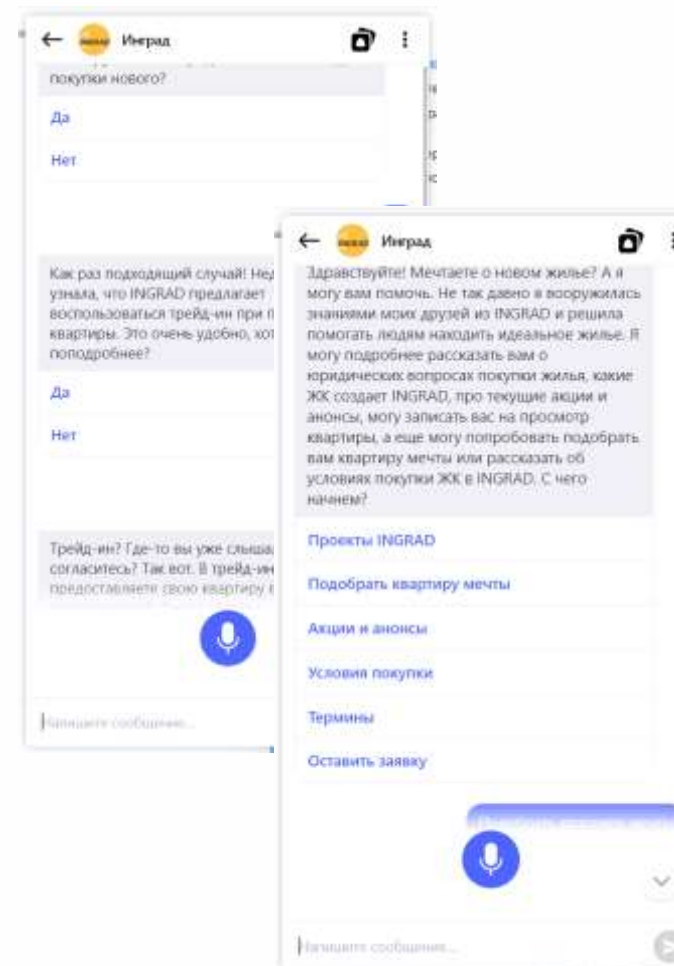 Инград
покупки нового?
Да
Нет
Как раз подходящий случай! Нед
узнала, что INGRAD предлагает
воспользоваться трейд-ин при п
квартиры. Это очень удобно, хот
поподробнее?
Да
Нет
Трейд-ин? Где-то вы уже слыша
согласитесь? Так вот. В трейд-ин
предоставляете свою квартиру в
Напишите сообщение...
Инград
Здравствуйте! Мечтаете о новом жилье? А я
могу вам помочь. Не так давно я вооружилась
знаниями моих друзей из INGRAD и решила
помогать людям находить идеальное жилье. Я
могу подробнее рассказать вам о
юридических вопросах покупки жилья, какие
ЖК создает INGRAD, про текущие акции и
анонсы, могу записать вас на просмотр
квартиры, а еще могу попробовать подобрать
вам квартиру мечты или рассказать об
условиях покупки ЖК в INGRAD. С чего
начнем?
Проекты INGRAD
Подобрать квартиру мечты
Акции и анонсы
Условия покупки
Термины
Оставить заявку
Напишите сообщение...